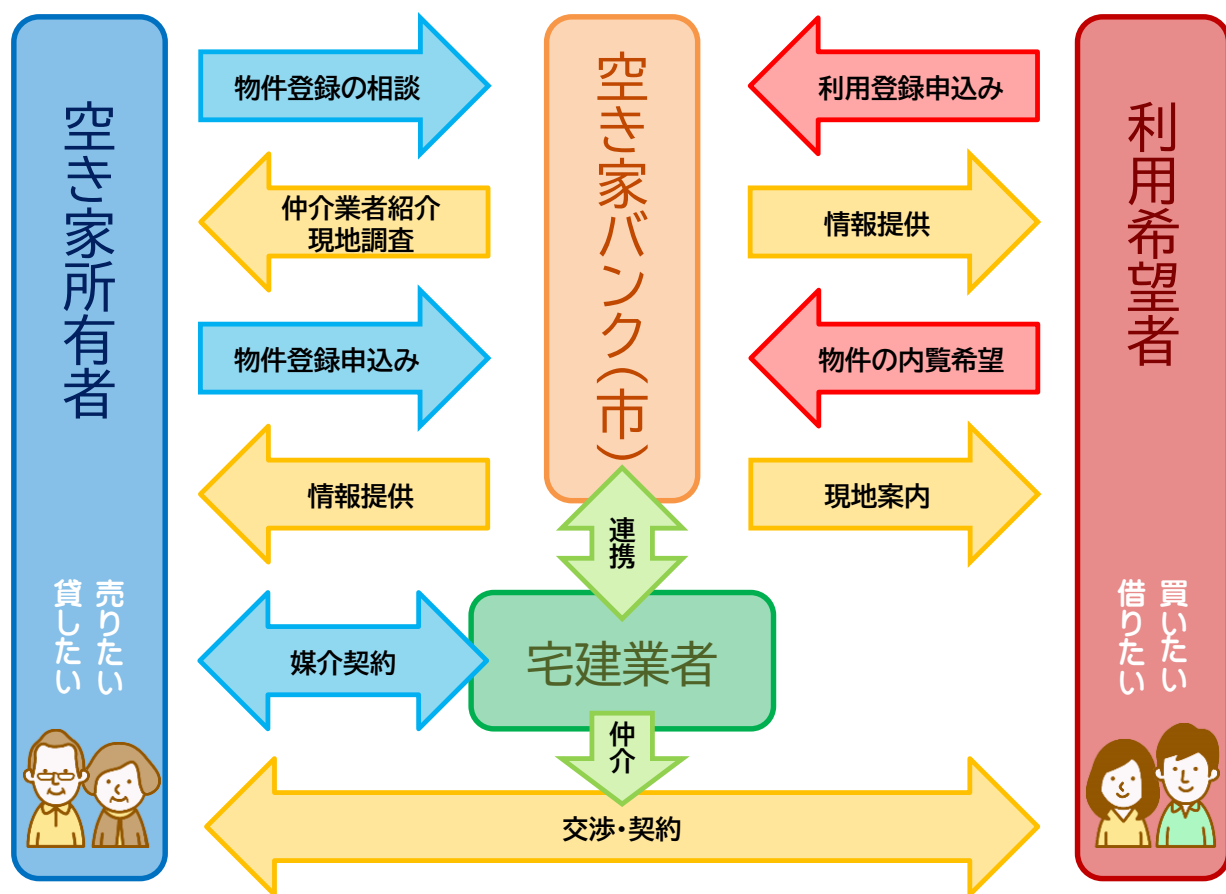 空き家所有者
売りたい
貸したい
物件登録の相談
仲介業者紹介
現地調査
物件登録申込み
情報提供
媒介契約
空き家バンク(市)
連携
宅建業者
仲介
交渉・契約
利用登録申込み
情報提供
物件の内覧希望
現地案内
利用希望者
買いたい
借りたい